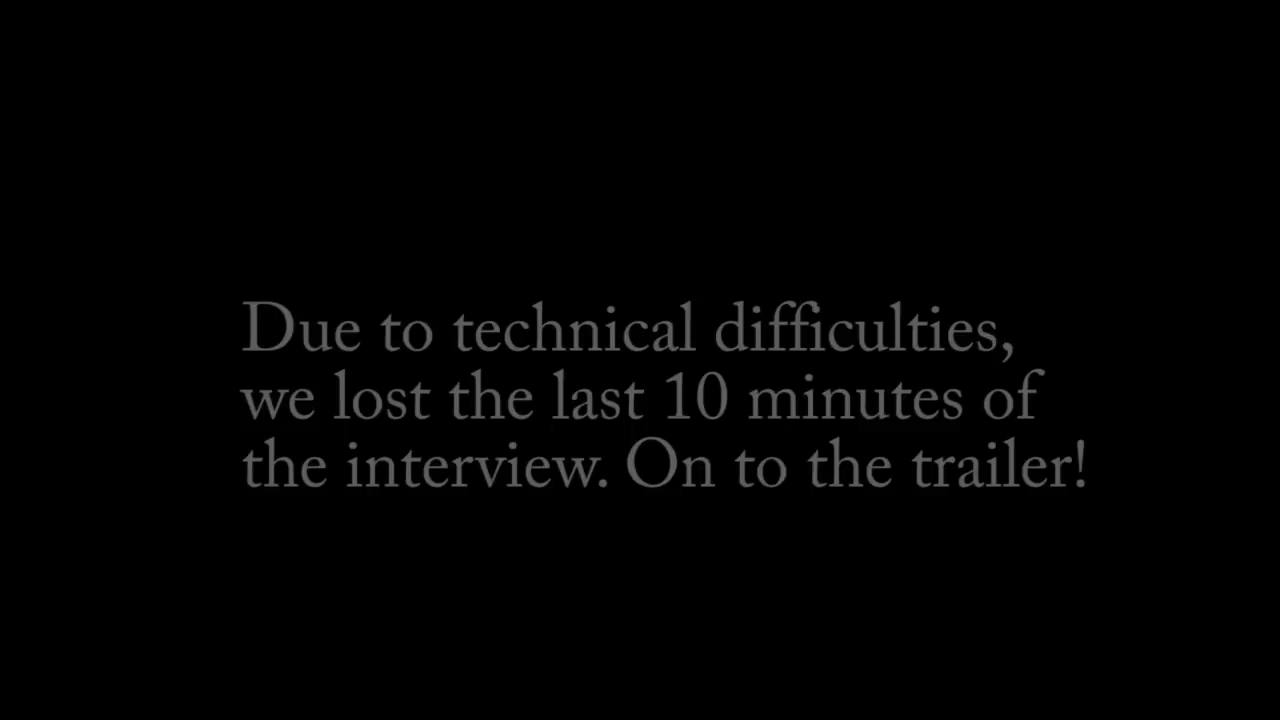 Due to technical difficulties,
we lost the last 10 minutes of
the interview. On to the trailer!